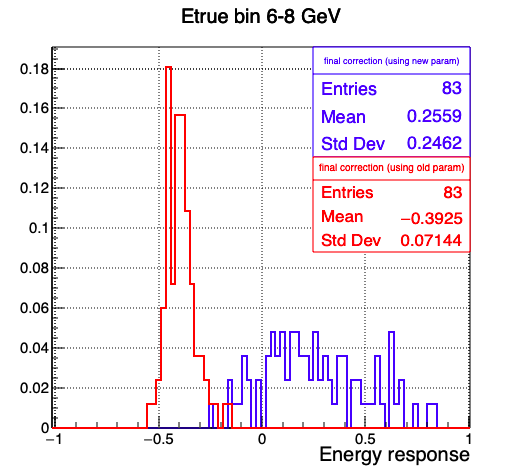 Etrue bin 6-8 GeV
final correction (using new param)
Entries 83
Mean 0.2559
Std Dev 0.2462
final correction (using old param)
Entries 83
Mean −0.3925
Std Dev 0.07144
0.18
0.16
0.14
0.12
0.1
0.08
0.06
0.04
0.02
0
−1 −0.5 0 0.5 1
Energy response